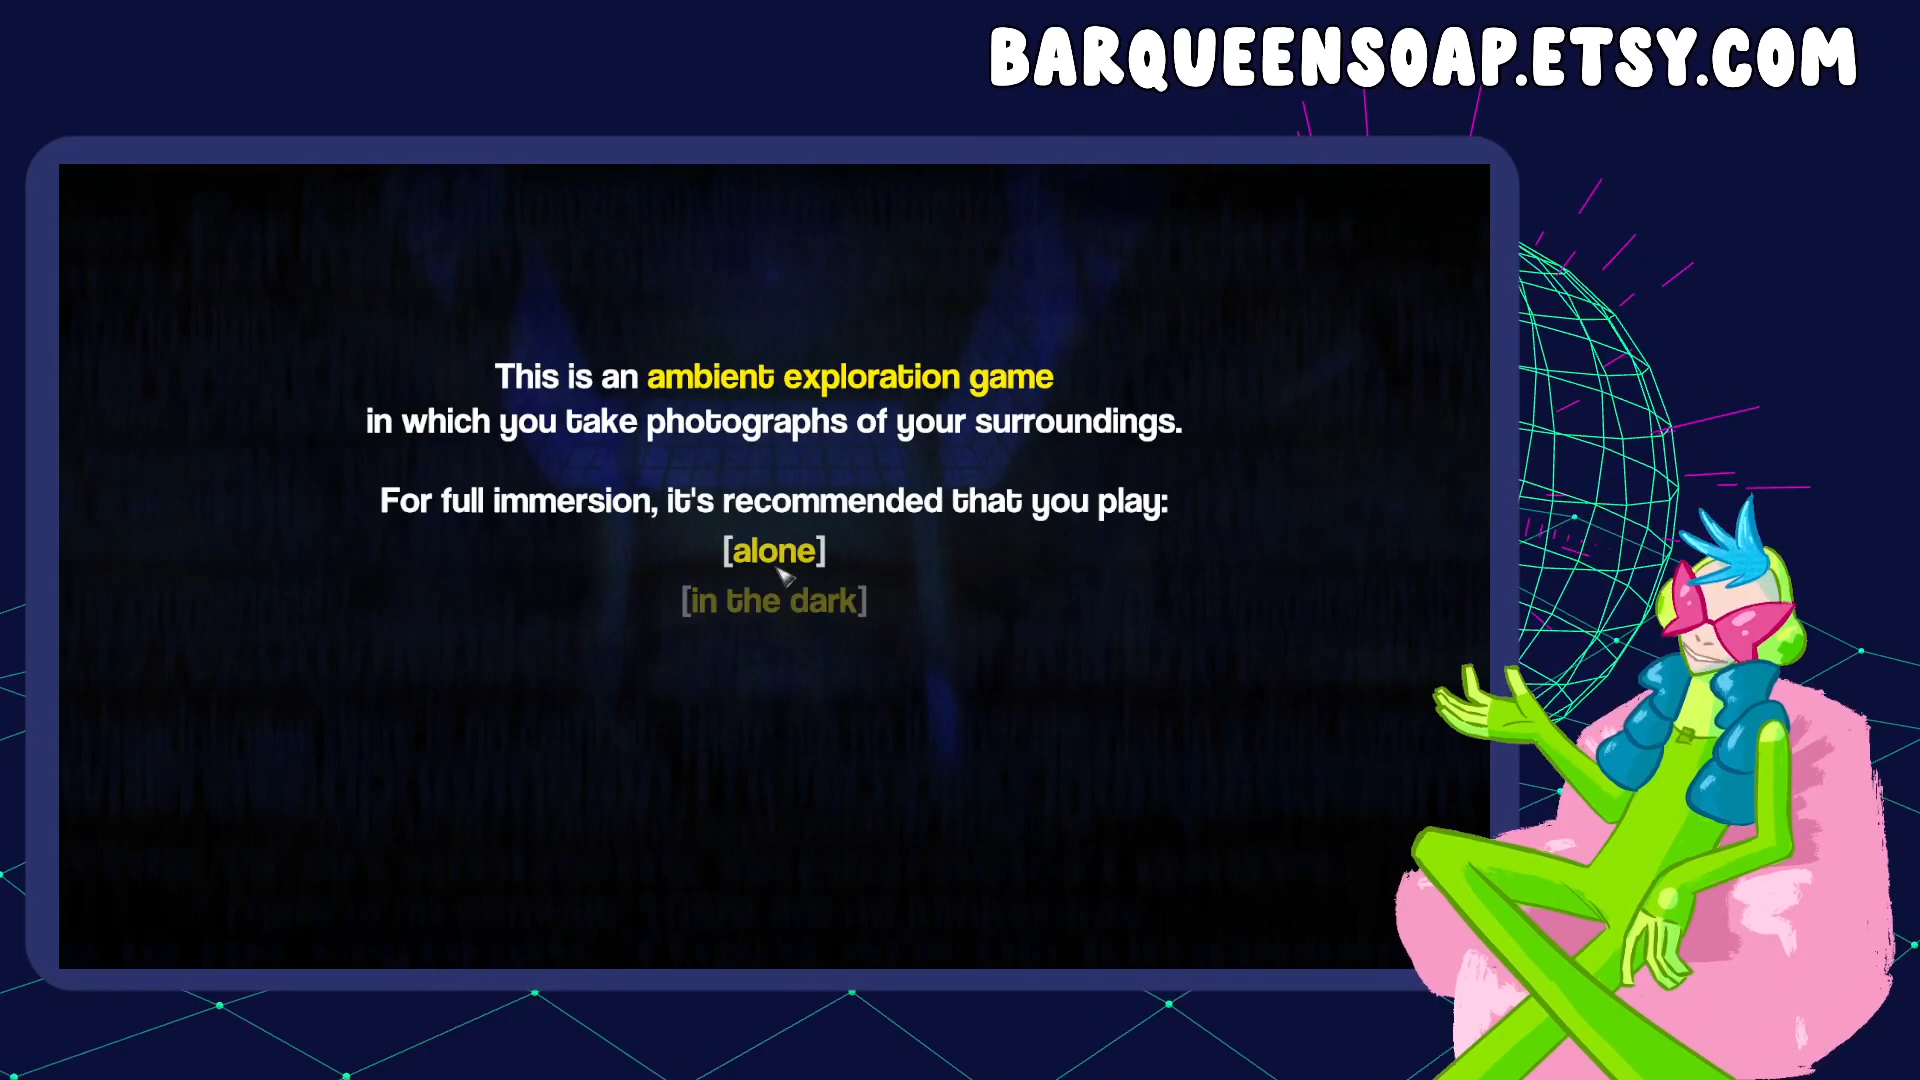 BARQUEENSOAP.ETSY.COM
This is an ambient exploration game
in which you take photographs of your surroundings.
For full immersion, it's recommended that you play:
[alone]
[in the dark]